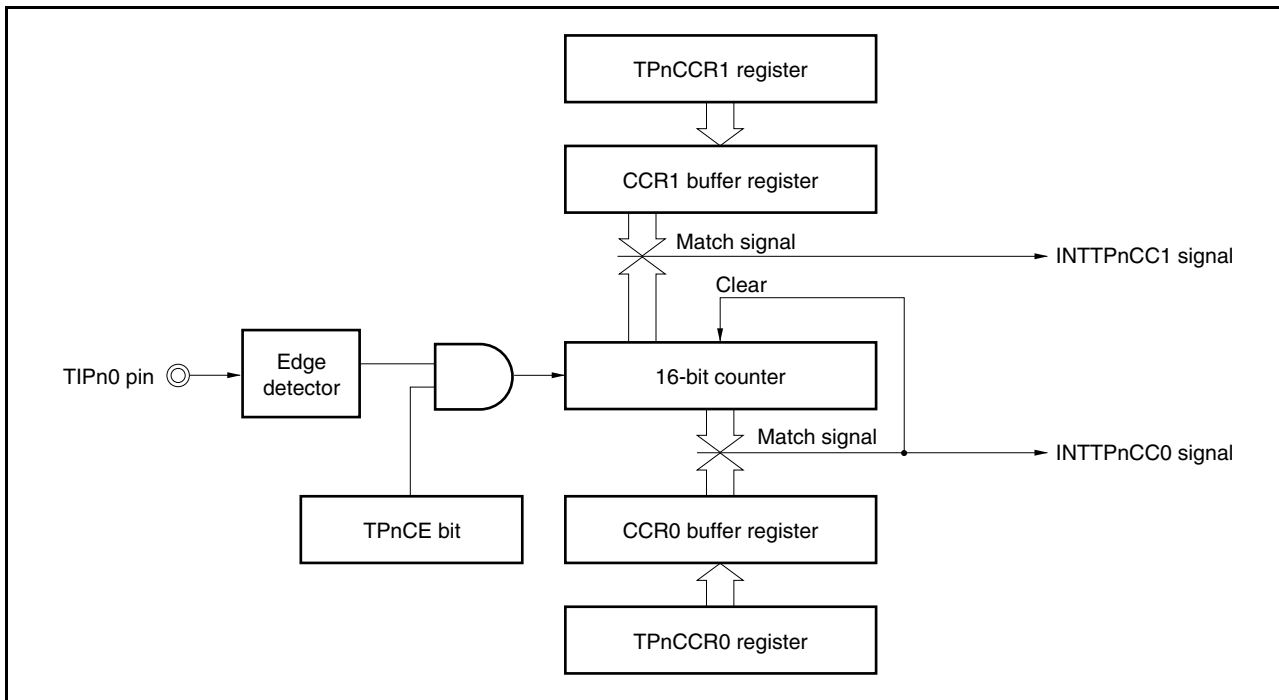 TPnCCR1 register
CCR1 buffer register
Match signal
INTTPnCC1 signal
Clear
TIPn0 pin
Edge
detector
16-bit counter
Match signal
INTTPnCC0 signal
TPnCE bit
CCR0 buffer register
TPnCCR0 register